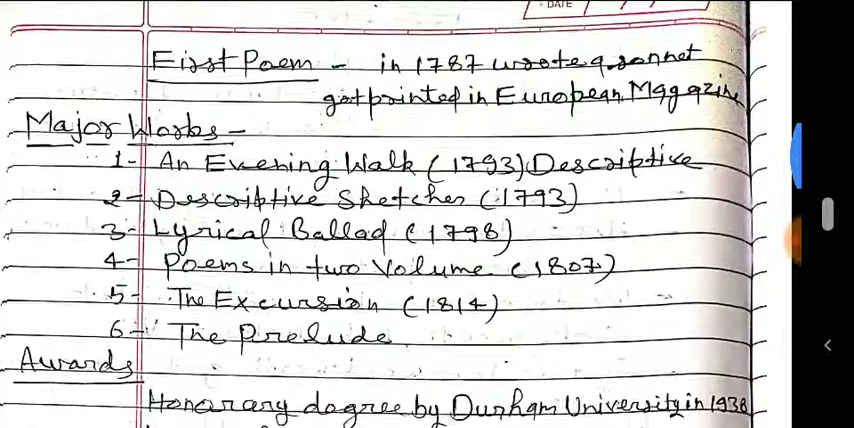 DATE
First Poem - in 1787 wrote a sonnet
got printed in European Magazine
Major Works -
1- An Evening Walk (1793) Descriptive
2- Descriptive Sketches (1793)
3- Lyrical Ballad (1798)
4- Poems in two Volume (1807)
5- The Excursion (1814)
6- The Prelude
Awards
Honorary degree by Durham University in 1938